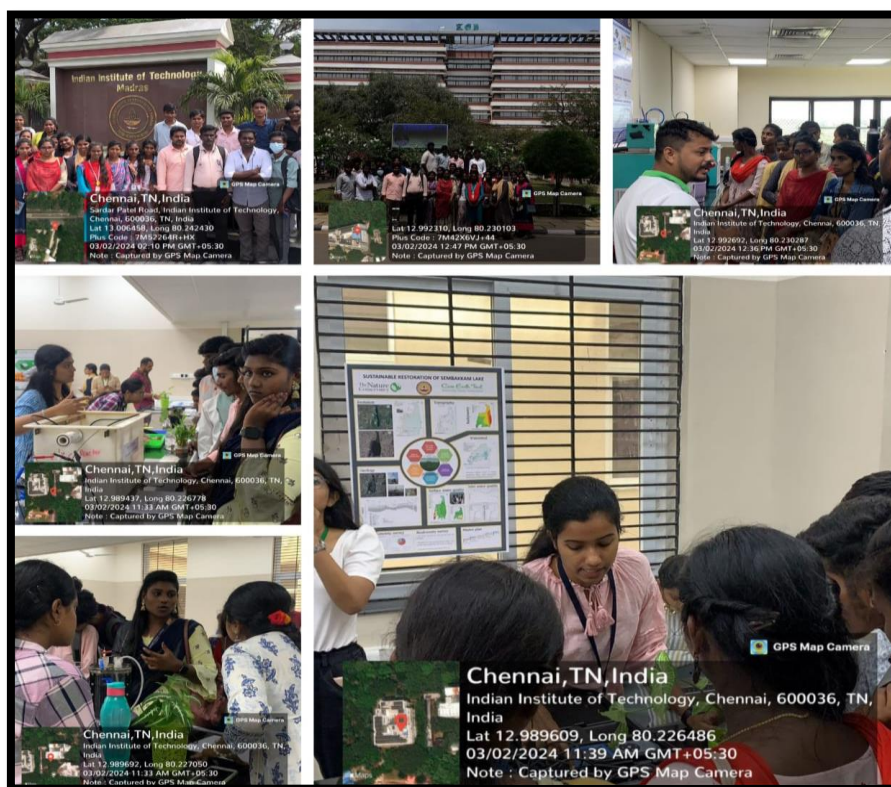 Indian Institute of Technology
Madras
GPS Map Camera
Chennai,TN,India
Sardar Patel Road, Indian Institute of Technology,
Chennai, 600036, TN, India
Lat 13.006458, Long 80.242430
Plus Code : 7M52264R+HX
03/02/2024 02:10 PM GMT+05:30
Note : Captured by GPS Map Camera
KCB
GPS Map Camera
Lat 12.992310, Long 80.230103
Plus Code : 7M42X6VJ+w4
03/02/2024 12:47 PM GMT+05:30
Note : Captured by GPS Map Camera
GPS Map Camera
Chennai,TN,India
Indian Institute of Technology, Chennai, 600036, TN,
India
Lat 12.992692, Long 80.230287
03/02/2024 12:36 PM GMT+05:30
Note : Captured by GPS Map Camera
GPS Map Camera
Chennai,TN,India
Indian Institute of Technology, Chennai, 600036, TN,
India
Lat 12.989437, Long 80.226778
03/02/2024 11:33 AM GMT+05:30
Note : Captured by GPS Map Camera
SUSTAINABLE RESTORATION OF SEMBAKKAM LAKE
The Nature
Conservancy
Care Earth Trust
GPS Map Camera
Chennai,TN,India
Indian Institute of Technology, Chennai, 600036, TN,
India
Lat 12.989609, Long 80.226486
03/02/2024 11:39 AM GMT+05:30
Note : Captured by GPS Map Camera
GPS Map Camera
Chennai,TN,India
Indian Institute of Technology, Chennai, 600036, TN,
India
Lat 12.989692, Long 80.227050
03/02/2024 11:33 AM GMT+05:30
Note : Captured by GPS Map Camera